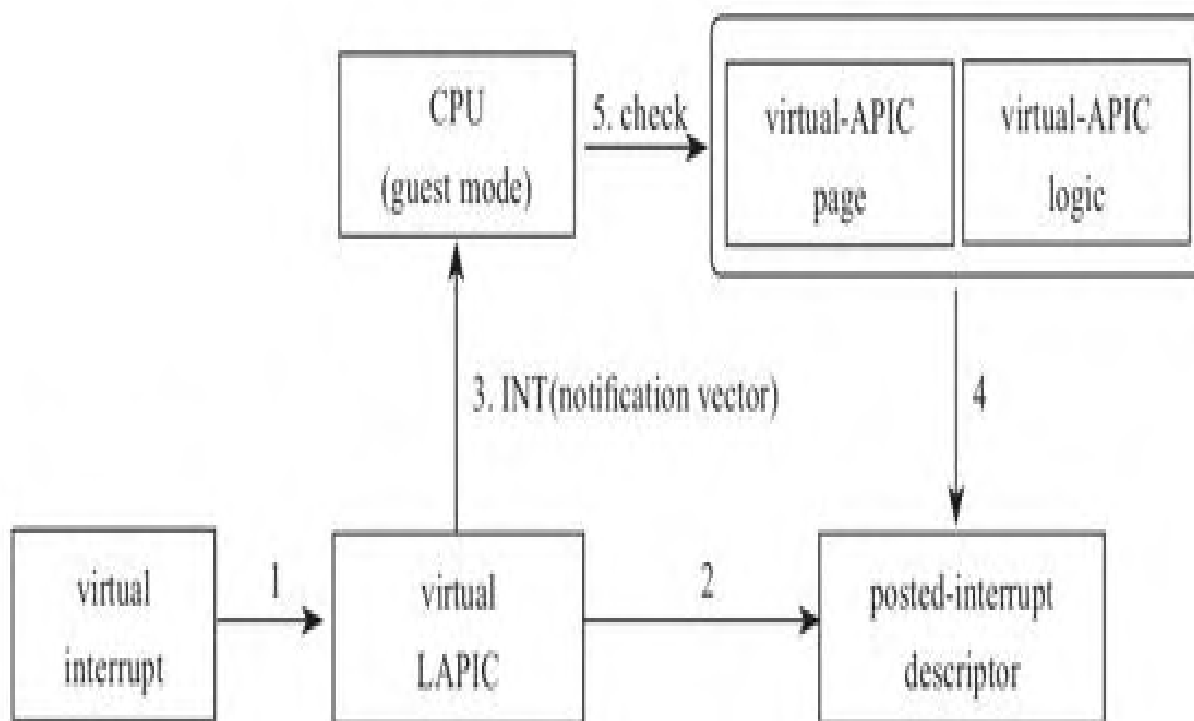 CPU
(guest mode)
5. check
virtual-APIC
page
virtual-APIC
logic
3. INT(notification vector)
4
virtual
interrupt
1
virtual
LAPIC
2
posted-interrupt
descriptor